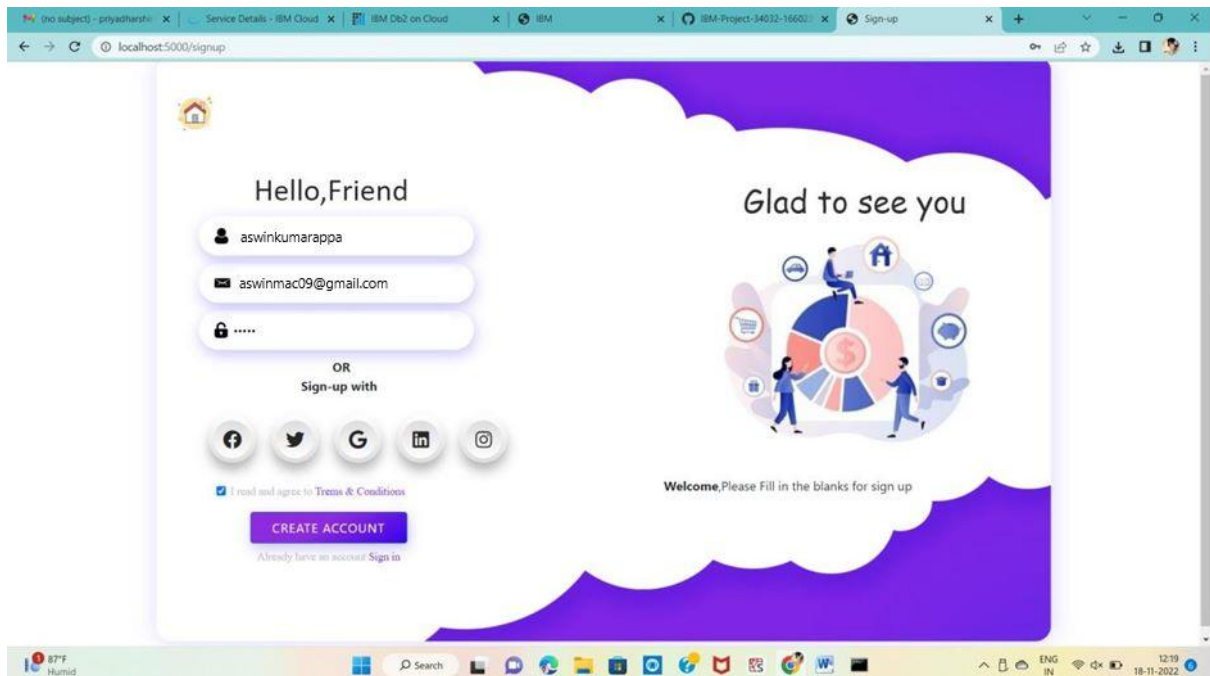 (no subject) - priyadharshi
Service Details - IBM Cloud
IBM Db2 on Cloud
IBM
IBM-Project-34032-16602
Sign-up
localhost:5000/signup
Hello,Friend
aswinkumarappa
aswinmac09@gmail.com
OR
Sign-up with
I read and agree to Trems & Conditions
CREATE ACCOUNT
Already have an account Sign in
Glad to see you
Welcome,Please Fill in the blanks for sign up
1
87°F
Humid
Search
ENG
IN
12:19
18-11-2022
6